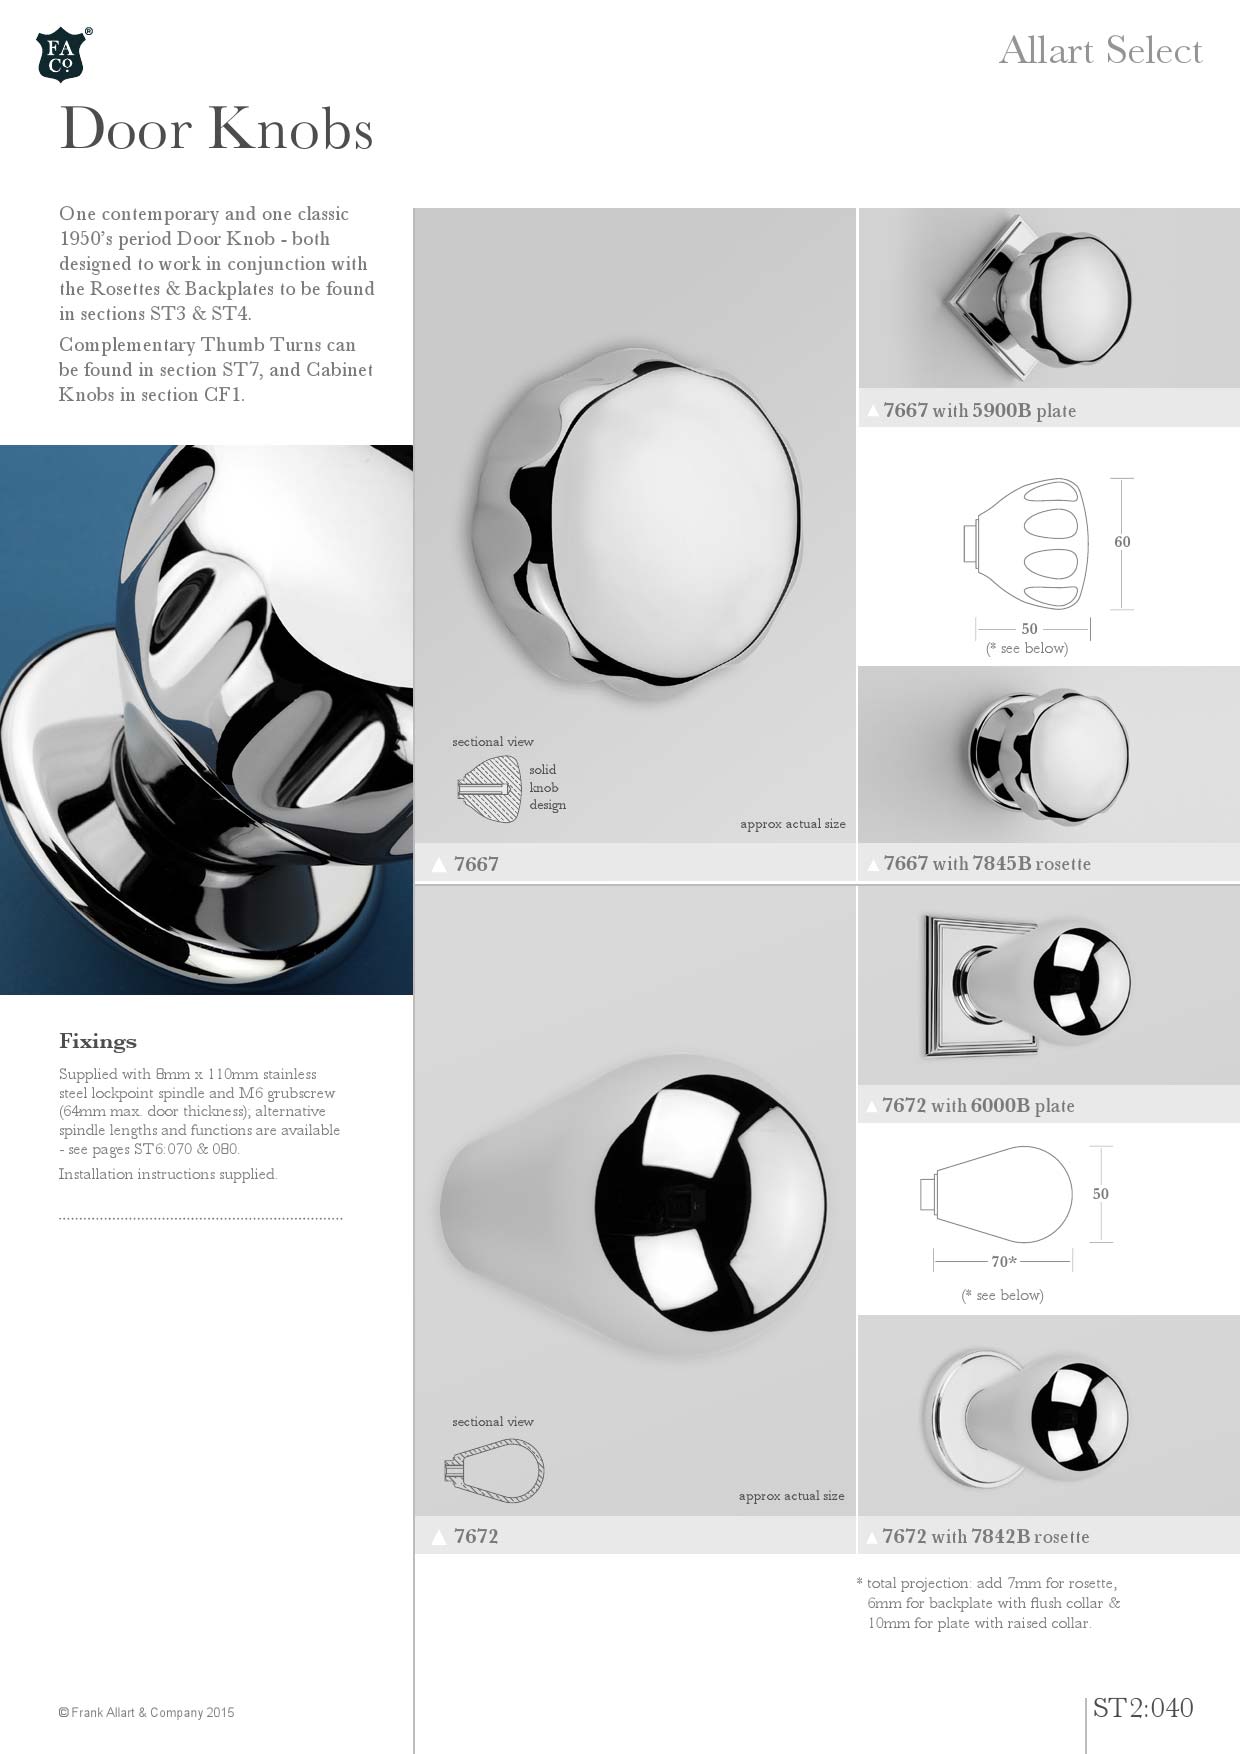 FA
Co.
®
Allart Select
Door Knobs
One contemporary and one classic
1950's period Door Knob - both
designed to work in conjunction with
the Rosettes & Backplates to be found
in sections ST3 & ST4.
Complementary Thumb Turns can
be found in section ST7, and Cabinet
Knobs in section CF1.
Fixings
Supplied with 8mm x 110mm stainless
steel lockpoint spindle and M6 grubscrew
(64mm max. door thickness); alternative
spindle lengths and functions are available
- see pages ST6:070 & 080.
Installation instructions supplied.
sectional view
solid
knob
design
approx actual size
7667
7667 with 5900B plate
60
50
(* see below)
7667 with 7845B rosette
sectional view
approx actual size
7672
7672 with 6000B plate
50
70*
(* see below)
7672 with 7842B rosette
* total projection: add 7mm for rosette,
6mm for backplate with flush collar &
10mm for plate with raised collar.
© Frank Allart & Company 2015
ST2:040